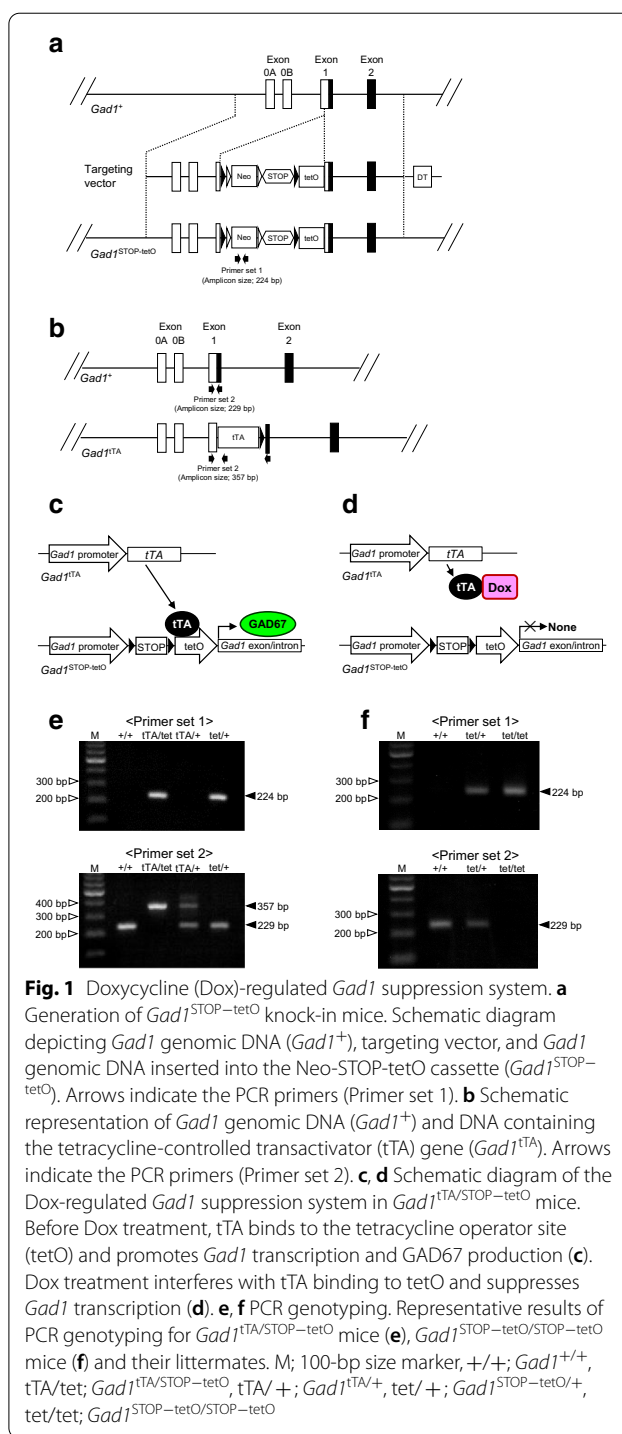 a
Exon
0A 0B
Exon
1
Exon
2
Gad1+
Targeting
vector
Neo
STOP
tetO
DT
Gad1STOP-tetO
Neo
STOP
tetO
Primer set 1
(Amplicon size; 224 bp)
b
Exon
0A 0B
Exon
1
Exon
2
Gad1+
Primer set 2
(Amplicon size; 229 bp)
Gad1tTA
tTA
Primer set 2
(Amplicon size; 357 bp)
c
Gad1 promoter
tTA
Gad1tTA
tTA
GAD67
Gad1 promoter
STOP
tetO
Gad1 exon/intron
Gad1STOP-tetO
d
Gad1 promoter
tTA
Gad1tTA
tTA
Dox
None
Gad1 promoter
STOP
tetO
Gad1 exon/intron
Gad1STOP-tetO
e
<Primer set 1>
M +/+ tTA/tet tTA/+ tet/+
300 bp
200 bp
224 bp
<Primer set 2>
M +/+ tTA/tet tTA/+ tet/+
400 bp
300 bp
200 bp
357 bp
229 bp
f
<Primer set 1>
M +/+ tet/+ tet/tet
300 bp
200 bp
224 bp
<Primer set 2>
M +/+ tet/+ tet/tet
300 bp
200 bp
229 bp
Fig. 1 Doxycycline (Dox)-regulated Gad1 suppression system. a
Generation of Gad1STOP−tetO knock-in mice. Schematic diagram
depicting Gad1 genomic DNA (Gad1+), targeting vector, and Gad1
genomic DNA inserted into the Neo-STOP-tetO cassette (Gad1STOP−
tetO). Arrows indicate the PCR primers (Primer set 1). b Schematic
representation of Gad1 genomic DNA (Gad1+) and DNA containing
the tetracycline-controlled transactivator (tTA) gene (Gad1tTA). Arrows
indicate the PCR primers (Primer set 2). c, d Schematic diagram of the
Dox-regulated Gad1 suppression system in Gad1tTA/STOP−tetO mice.
Before Dox treatment, tTA binds to the tetracycline operator site
(tetO) and promotes Gad1 transcription and GAD67 production (c).
Dox treatment interferes with tTA binding to tetO and suppresses
Gad1 transcription (d). e, f PCR genotyping. Representative results of
PCR genotyping for Gad1tTA/STOP−tetO mice (e), Gad1STOP−tetO/STOP−tetO
mice (f) and their littermates. M; 100-bp size marker, +/+; Gad1+/+,
tTA/tet; Gad1tTA/STOP−tetO, tTA/+; Gad1tTA/+, tet/+; Gad1STOP−tetO/+,
tet/tet; Gad1STOP−tetO/STOP−tetO